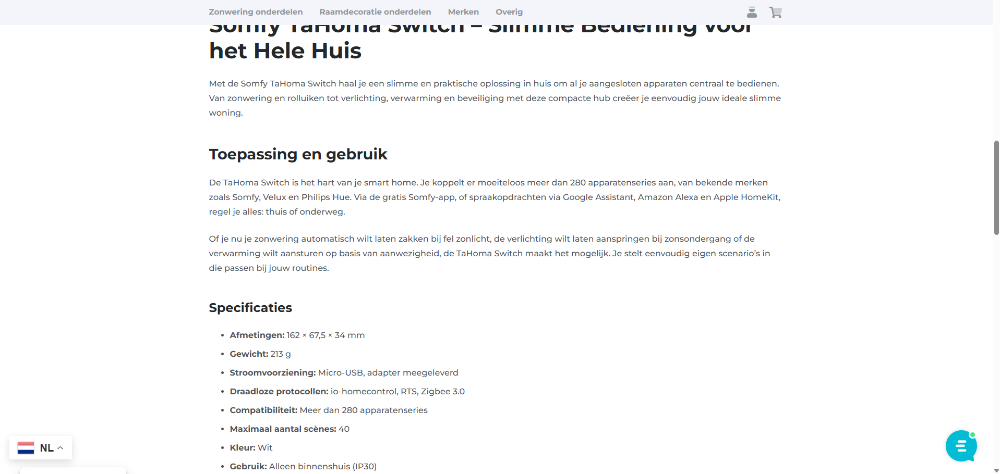 Zonwering onderdelen Raamdecoratie onderdelen Merken Overig
Somfy TaHoma Switch – Slimme Bediening voor
het Hele Huis
Met de Somfy TaHoma Switch haal je een slimme en praktische oplossing in huis om al je aangesloten apparaten centraal te bedienen.
Van zonwering en rolluiken tot verlichting, verwarming en beveiliging met deze compacte hub creëer je eenvoudig jouw ideale slimme
woning.
Toepassing en gebruik
De TaHoma Switch is het hart van je smart home. Je koppelt er moeiteloos meer dan 280 apparatenseries aan, van bekende merken
zoals Somfy, Velux en Philips Hue. Via de gratis Somfy-app, of spraakopdrachten via Google Assistant, Amazon Alexa en Apple HomeKit,
regel je alles: thuis of onderweg.
Of je nu je zonwering automatisch wilt laten zakken bij fel zonlicht, de verlichting wilt laten aanspringen bij zonsondergang of de
verwarming wilt aansturen op basis van aanwezigheid, de TaHoma Switch maakt het mogelijk. Je stelt eenvoudig eigen scenario’s in
die passen bij jouw routines.
Specificaties
• Afmetingen: 162 × 67,5 × 34 mm
• Gewicht: 213 g
• Stroomvoorziening: Micro-USB, adapter meegeleverd
• Draadloze protocollen: io-homecontrol, RTS, Zigbee 3.0
• Compatibiliteit: Meer dan 280 apparatenseries
• Maximaal aantal scènes: 40
• Kleur: Wit
• Gebruik: Alleen binnenshuis (IP30)
NL